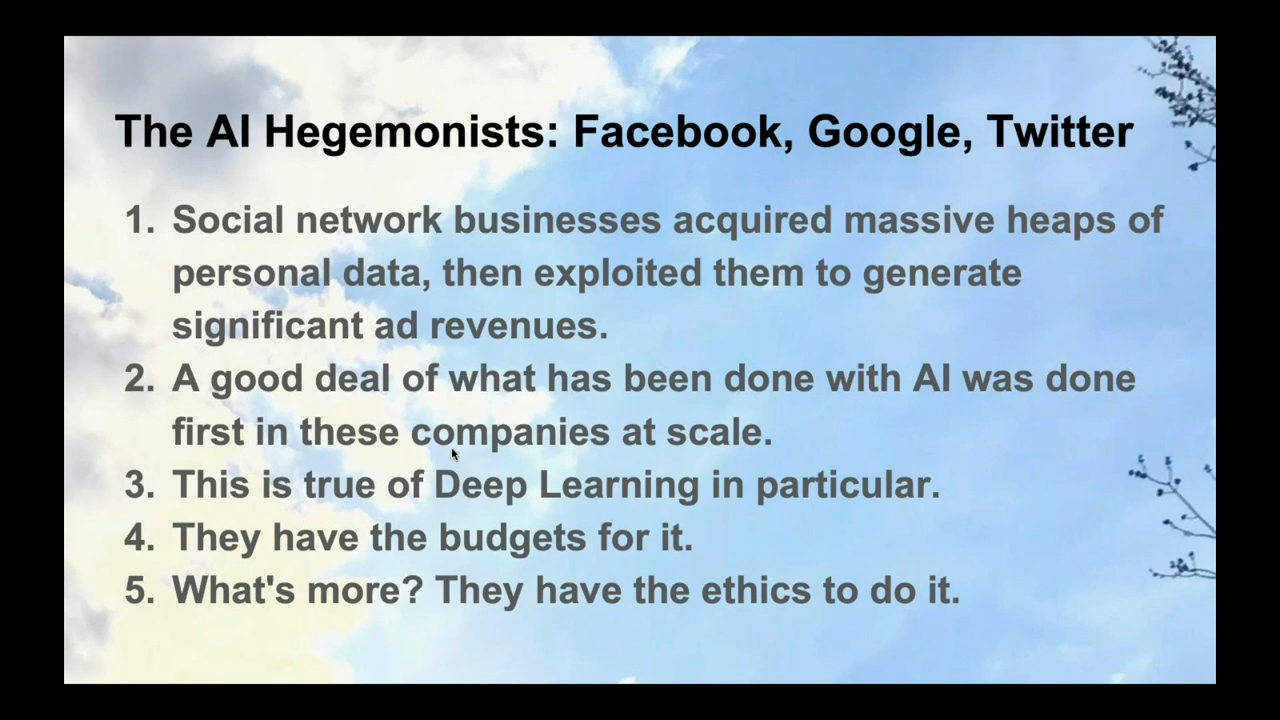 The AI Hegemonists: Facebook, Google, Twitter
1. Social network businesses acquired massive heaps of
personal data, then exploited them to generate
significant ad revenues.
2. A good deal of what has been done with AI was done
first in these companies at scale.
3. This is true of Deep Learning in particular.
4. They have the budgets for it.
5. What's more? They have the ethics to do it.